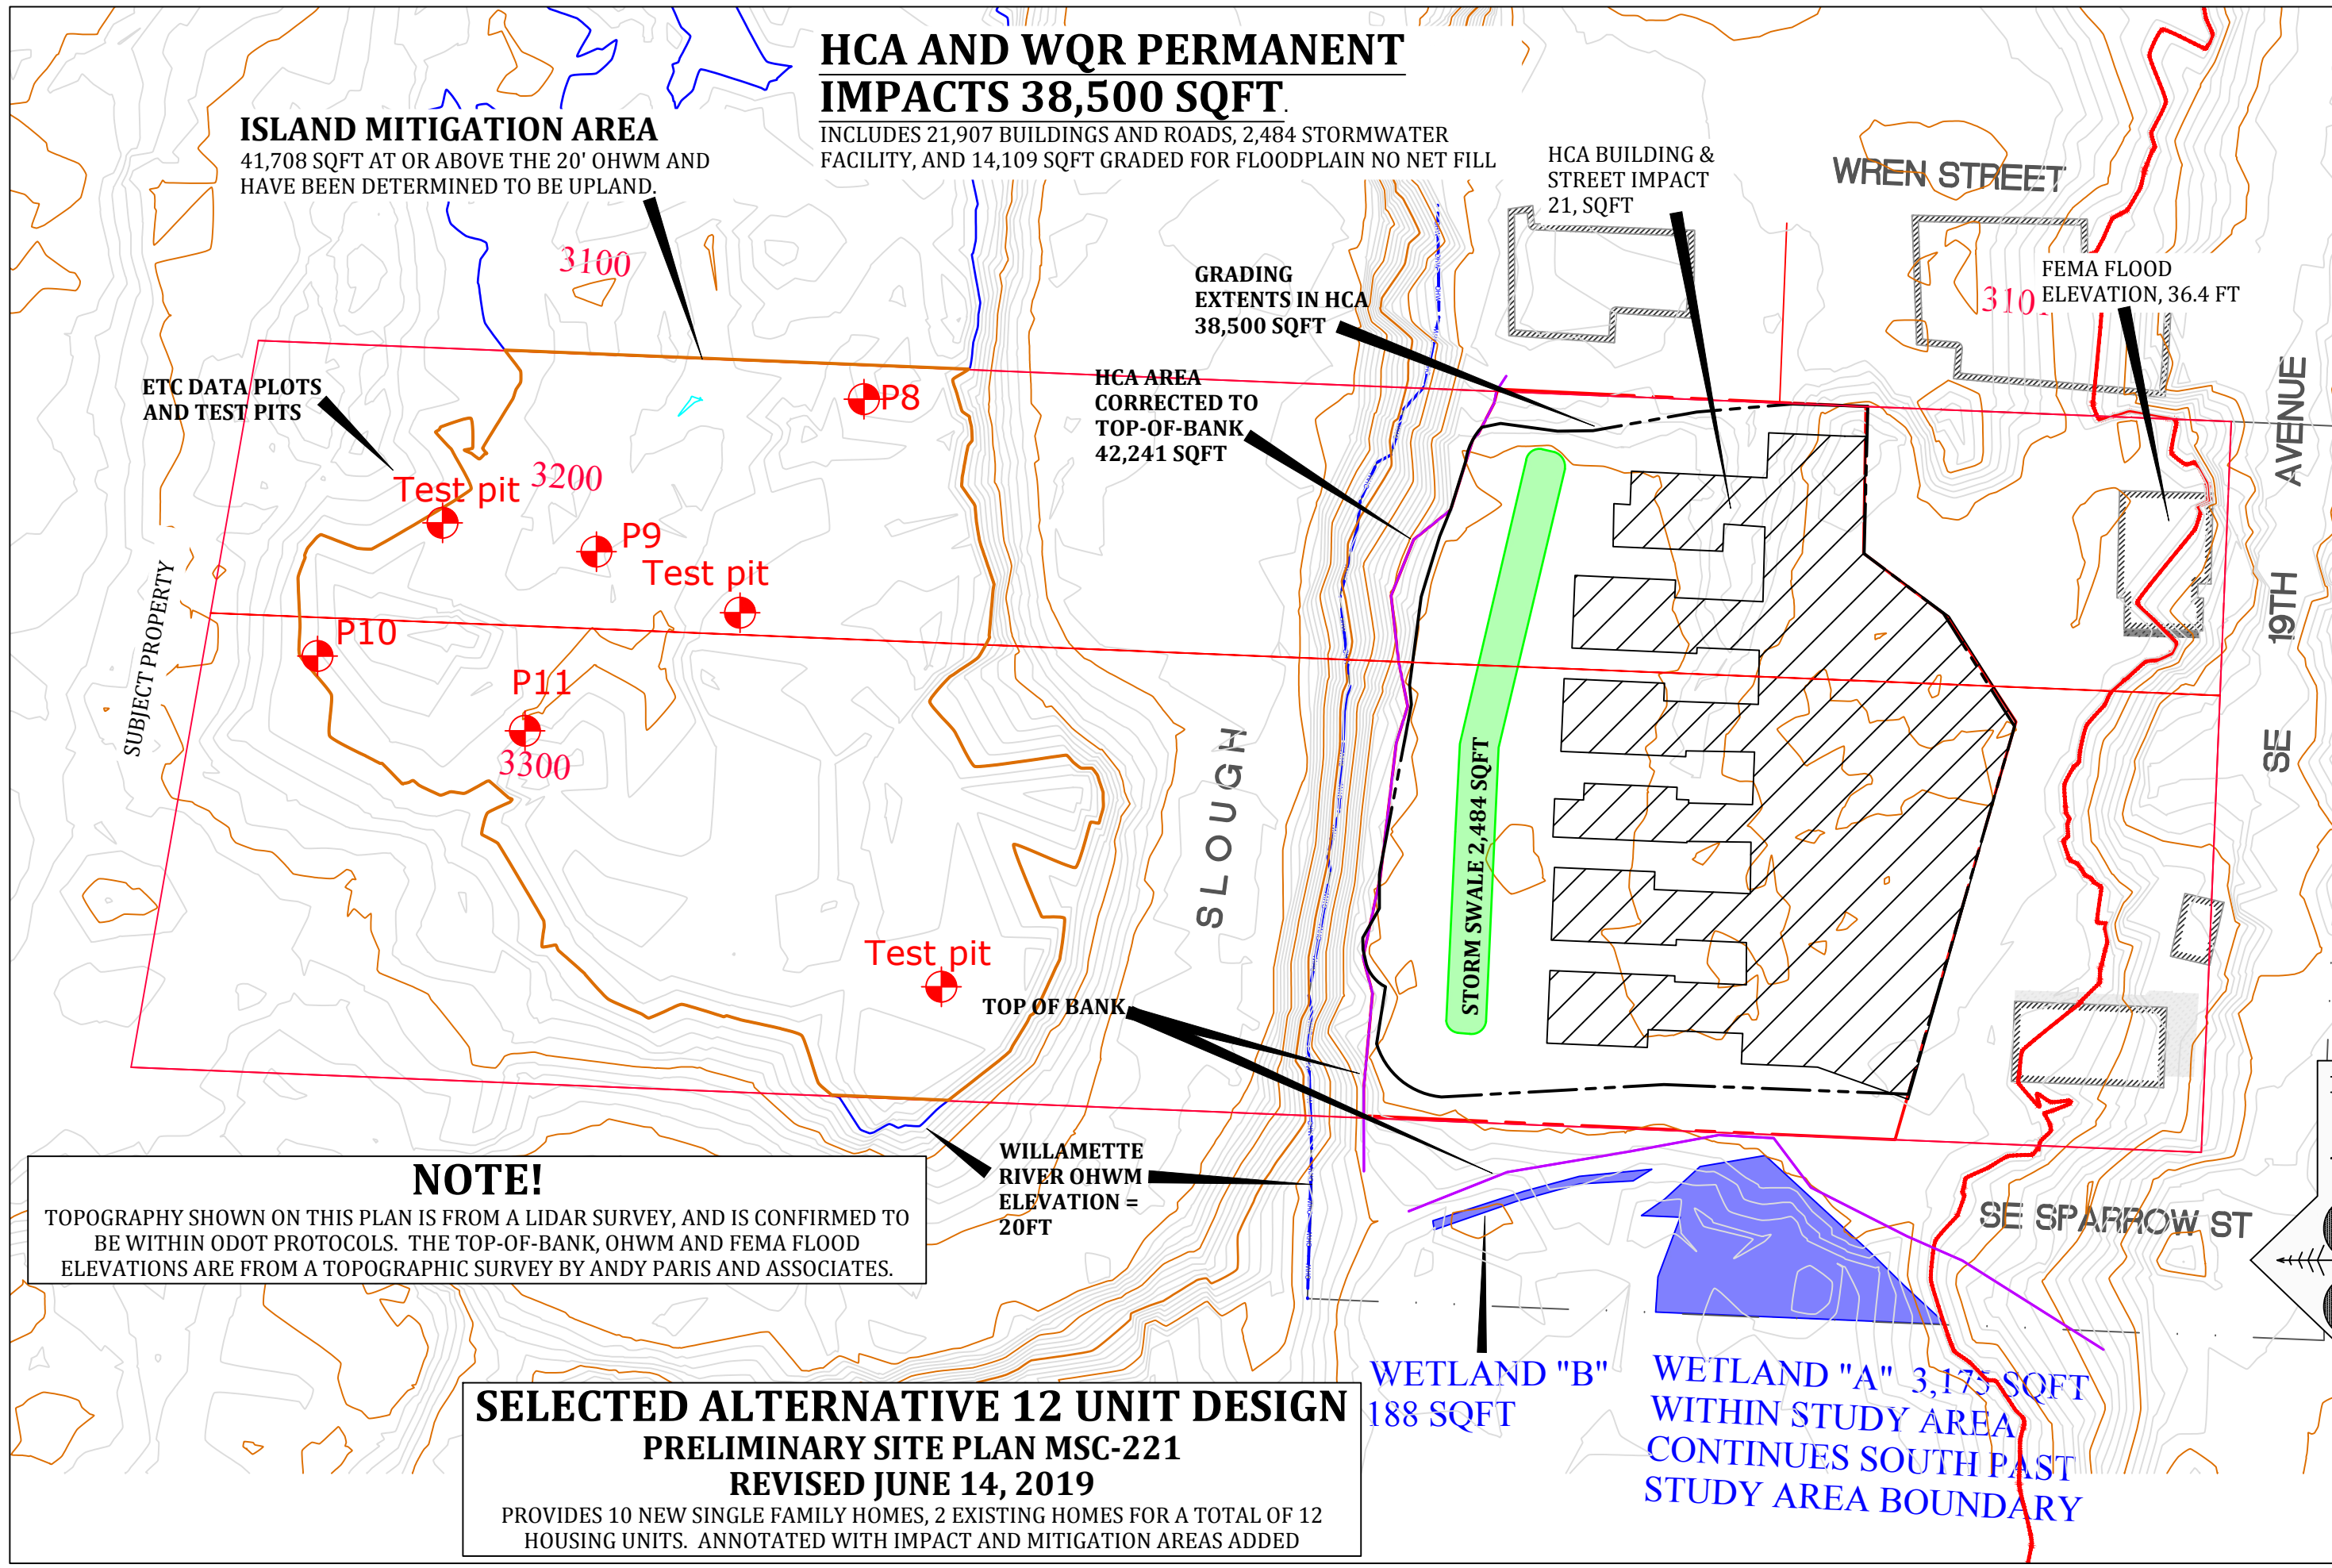 HCA AND WQR PERMANENT
IMPACTS 38,500 SQFT.
INCLUDES 21,907 BUILDINGS AND ROADS, 2,484 STORMWATER
FACILITY, AND 14,109 SQFT GRADED FOR FLOODPLAIN NO NET FILL
ISLAND MITIGATION AREA
41,708 SQFT AT OR ABOVE THE 20' OHWM AND
HAVE BEEN DETERMINED TO BE UPLAND.
HCA BUILDING &
STREET IMPACT
21, SQFT
WREN STREET
3100
GRADING
EXTENTS IN HCA
38,500 SQFT
FEMA FLOOD
ELEVATION, 36.4 FT
310
ETC DATA PLOTS
AND TEST PITS
HCA AREA
CORRECTED TO
TOP-OF-BANK
42,241 SQFT
P8
Test pit
3200
P9
Test pit
SUBJECT PROPERTY
P10
P11
3300
SLOUGH
STORM SWALE 2,484 SQFT
SE 19TH AVENUE
Test pit
TOP OF BANK
WILLAMETTE
RIVER OHWM
ELEVATION =
20FT
NOTE!
TOPOGRAPHY SHOWN ON THIS PLAN IS FROM A LIDAR SURVEY, AND IS CONFIRMED TO
BE WITHIN ODOT PROTOCOLS. THE TOP-OF-BANK, OHWM AND FEMA FLOOD
ELEVATIONS ARE FROM A TOPOGRAPHIC SURVEY BY ANDY PARIS AND ASSOCIATES.
SE SPARROW ST
WETLAND "B"
188 SQFT
WETLAND "A" 3,175 SQFT
WITHIN STUDY AREA
CONTINUES SOUTH PAST
STUDY AREA BOUNDARY
SELECTED ALTERNATIVE 12 UNIT DESIGN
PRELIMINARY SITE PLAN MSC-221
REVISED JUNE 14, 2019
PROVIDES 10 NEW SINGLE FAMILY HOMES, 2 EXISTING HOMES FOR A TOTAL OF 12
HOUSING UNITS. ANNOTATED WITH IMPACT AND MITIGATION AREAS ADDED